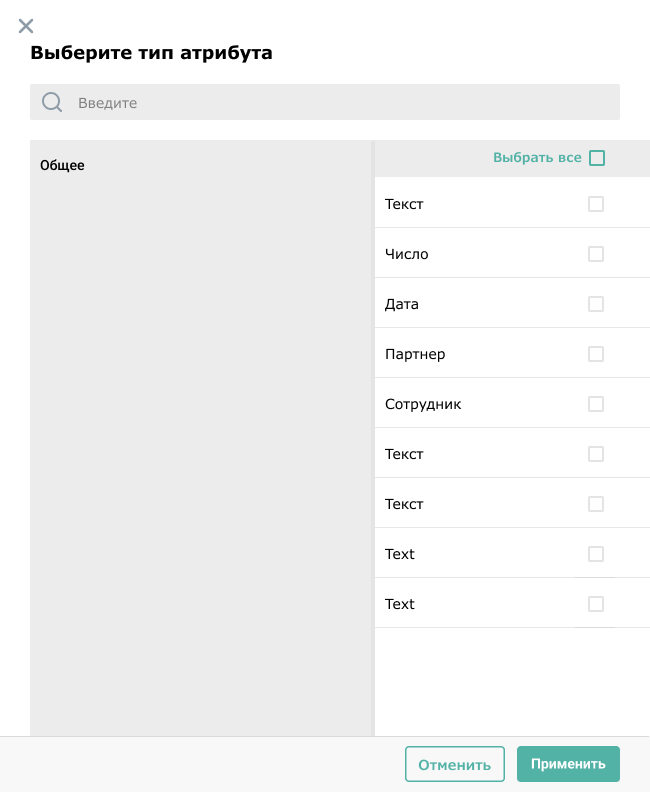 Выберите тип атрибута
Введите
Общее
Выбрать все
Текст
Число
Дата
Партнер
Сотрудник
Текст
Текст
Text
Text
Отменить
Применить